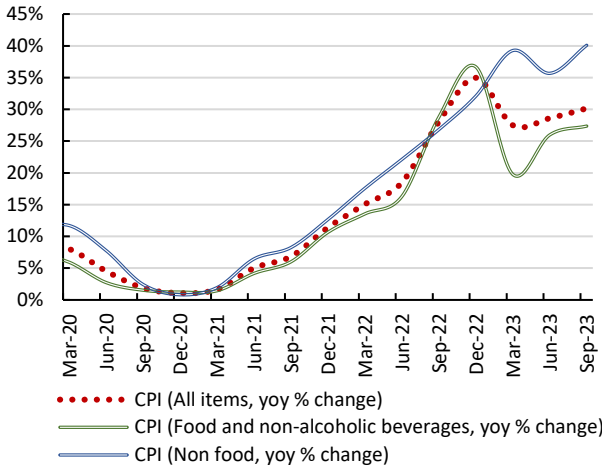 45%
40%
35%
30%
25%
20%
15%
10%
5%
0%
Mar-20
Jun-20
Sep-20
Dec-20
Mar-21
Jun-21
Sep-21
Dec-21
Mar-22
Jun-22
Sep-22
Dec-22
Mar-23
Jun-23
Sep-23
CPI (All items, yoy % change)
CPI (Food and non-alcoholic beverages, yoy % change)
CPI (Non food, yoy % change)